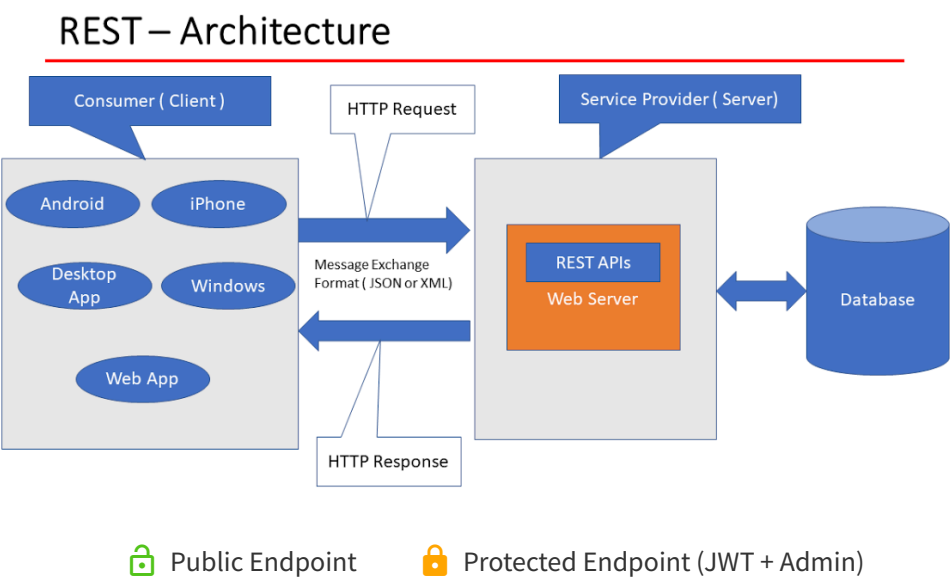 REST – Architecture
Consumer ( Client )
HTTP Request
Service Provider ( Server)
Android
iPhone
Desktop
App
Windows
Web App
Message Exchange
Format ( JSON or XML)
REST APIs
Web Server
Database
HTTP Response
Public Endpoint
Protected Endpoint (JWT + Admin)